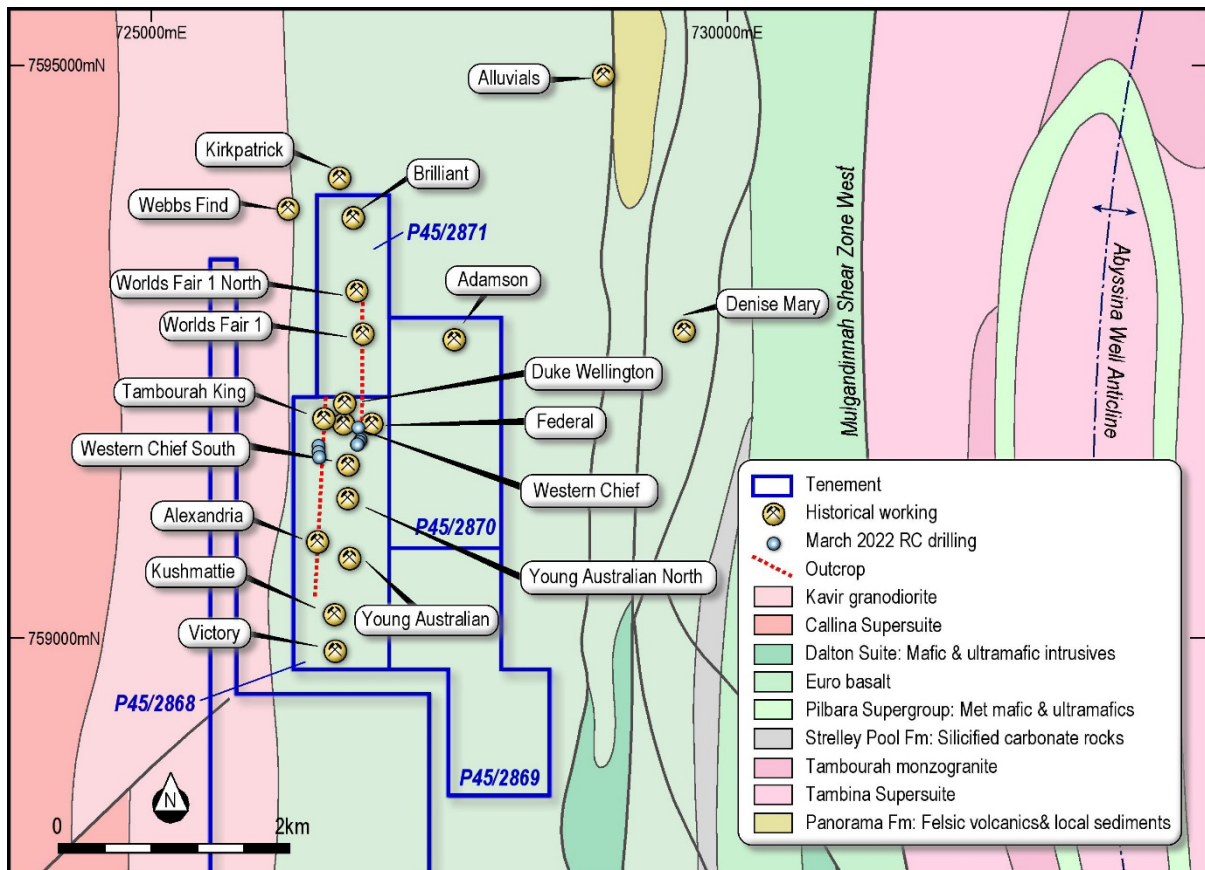 725000mE
730000mE
7595000mN
Alluvials
Kirkpatrick
Brilliant
Webbs Find
P45/2871
Mulgandinnah Shear Zone West
Abyssina Well Anticline
Worlds Fair 1 North
Adamson
Denise Mary
Worlds Fair 1
Duke Wellington
Tambourah King
Federal
Western Chief South
Western Chief
Alexandria
P45/2870
Kushmattie
Young Australian North
Young Australian
Victory
759000mN
P45/2868
P45/2869
N
0
2km
Tenement
Historical working
March 2022 RC drilling
Outcrop
Kavir granodiorite
Callina Supersuite
Dalton Suite: Mafic & ultramafic intrusives
Euro basalt
Pilbara Supergroup: Met mafic & ultramafics
Strelley Pool Fm: Silicified carbonate rocks
Tambourah monzogranite
Tambina Supersuite
Panorama Fm: Felsic volcanics& local sediments